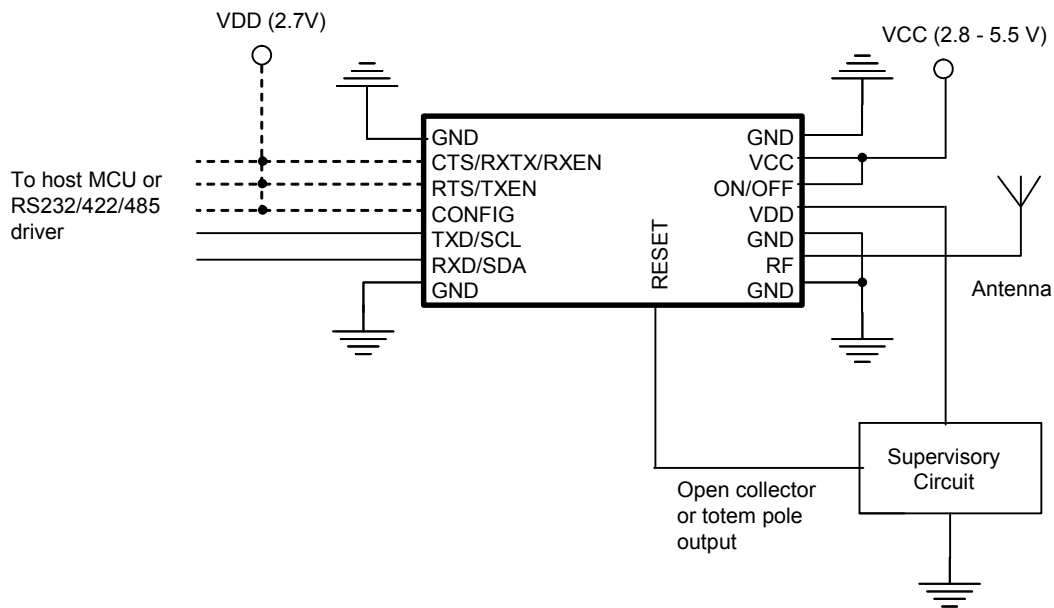 VDD (2.7V)
VCC (2.8 - 5.5 V)
GND
CTS/RXTX/RXEN
RTS/TXEN
CONFIG
TXD/SCL
RXD/SDA
GND
RESET
GND
VCC
ON/OFF
VDD
GND
RF
GND
To host MCU or
RS232/422/485
driver
Antenna
Supervisory
Circuit
Open collector
or totem pole
output